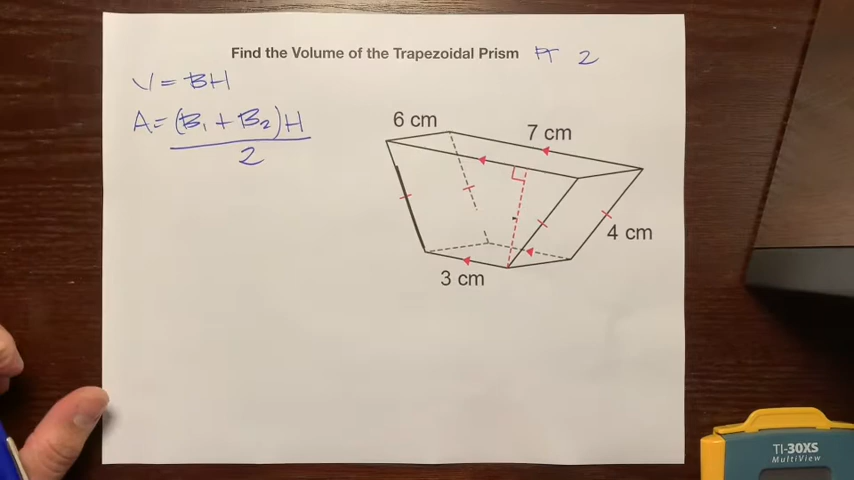 Find the Volume of the Trapezoidal Prism PT 2
V = BH
A = (B₁ + B₂)H
2
6 cm
7 cm
4 cm
3 cm
TI-30XS
MultiView